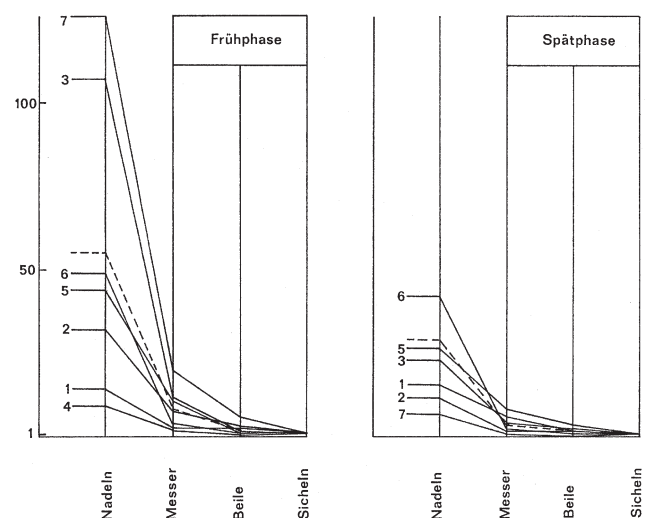 Frühphase
Spätphase
7
3
100
50
6
5
2
1
4
1
6
5
3
1
2
7
Nadeln
Messer
Beile
Sicheln
Nadeln
Messer
Beile
Sicheln